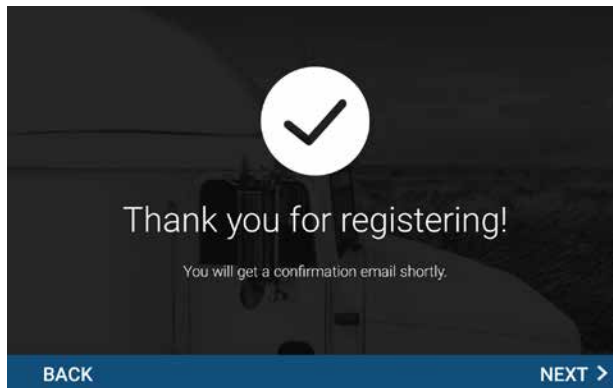 Thank you for registering!
You will get a confirmation email shortly.
BACK
NEXT >